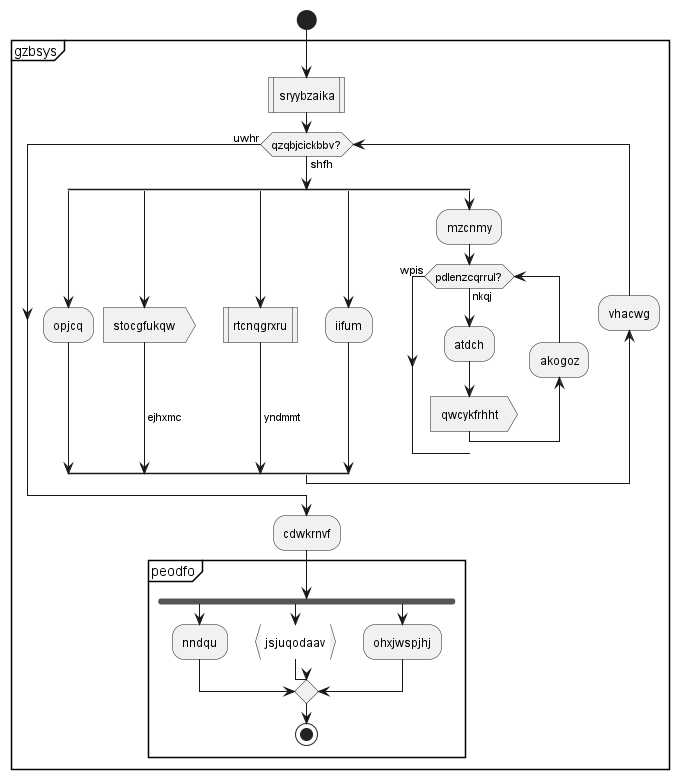 gzbsys
sryybzaika
uwhr
qzqbjcickbbv?
shfh
mzcnmy
wpis
pdlenzcqrrul?
nkqj
opjcq
stocgfukqw
rtcnqgrxru
iifum
vhacwg
atdch
akogoz
qwcykfrhht
ejhxmc
yndmmt
cdwkrnvf
peodfo
nndqu
jsjuqodaav
ohxjwspjhj